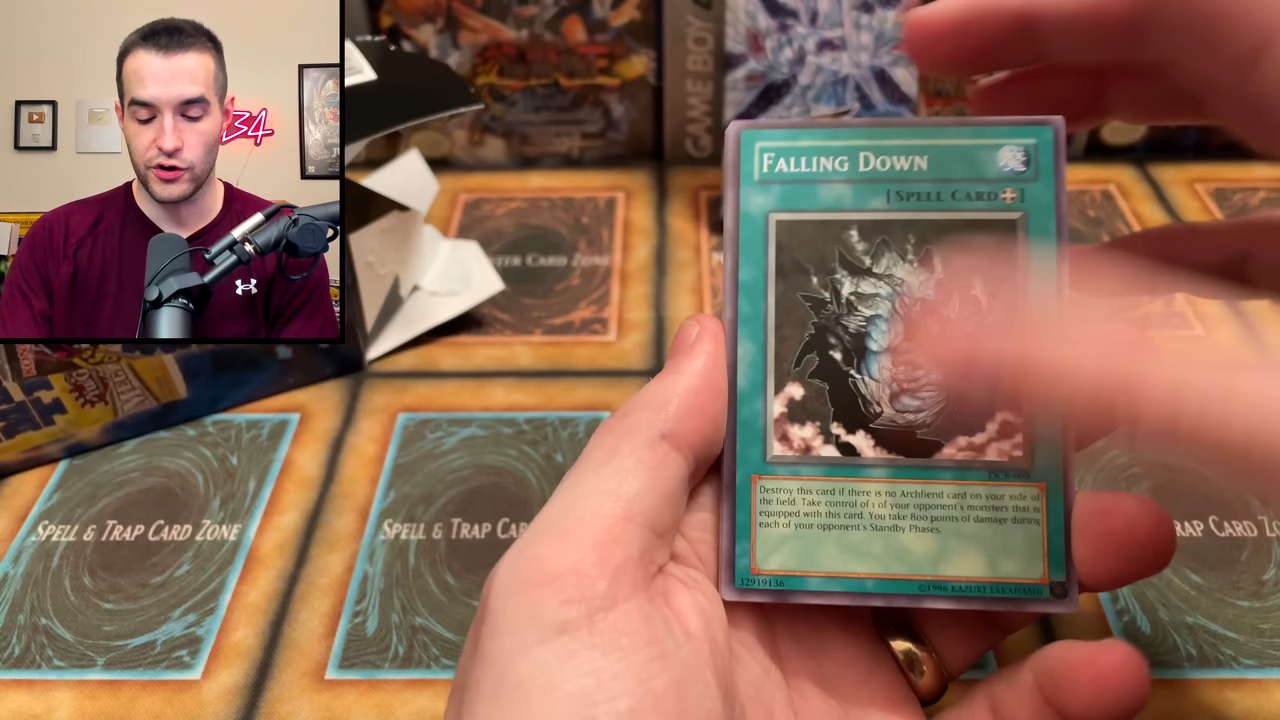 34
GAME BOY
FALLING DOWN
[SPELL CARD]
Destroy this card if there is no Archfiend card on your side of
the field. Take control of 1 of your opponent's monsters that is
equipped with this card. You take 800 points of damage during
each of your opponent's Standby Phases.
32919136
©1996 KAZUKI TAKAHASHI
CARD ZONE
SPELL & TRAP CARD ZONE
SPELL & TRAP CAR
RAP CARD ZONE